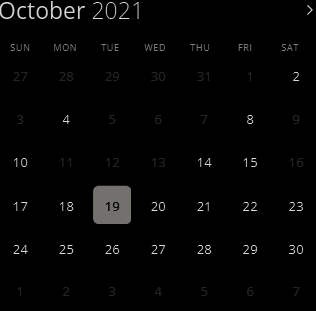 October 2021
SUN MON TUE WED THU FRI SAT
27 28 29 30 31 1 2
3 4 5 6 7 8 9
10 11 12 13 14 15 16
17 18 19 20 21 22 23
24 25 26 27 28 29 30
1 2 3 4 5 6 7